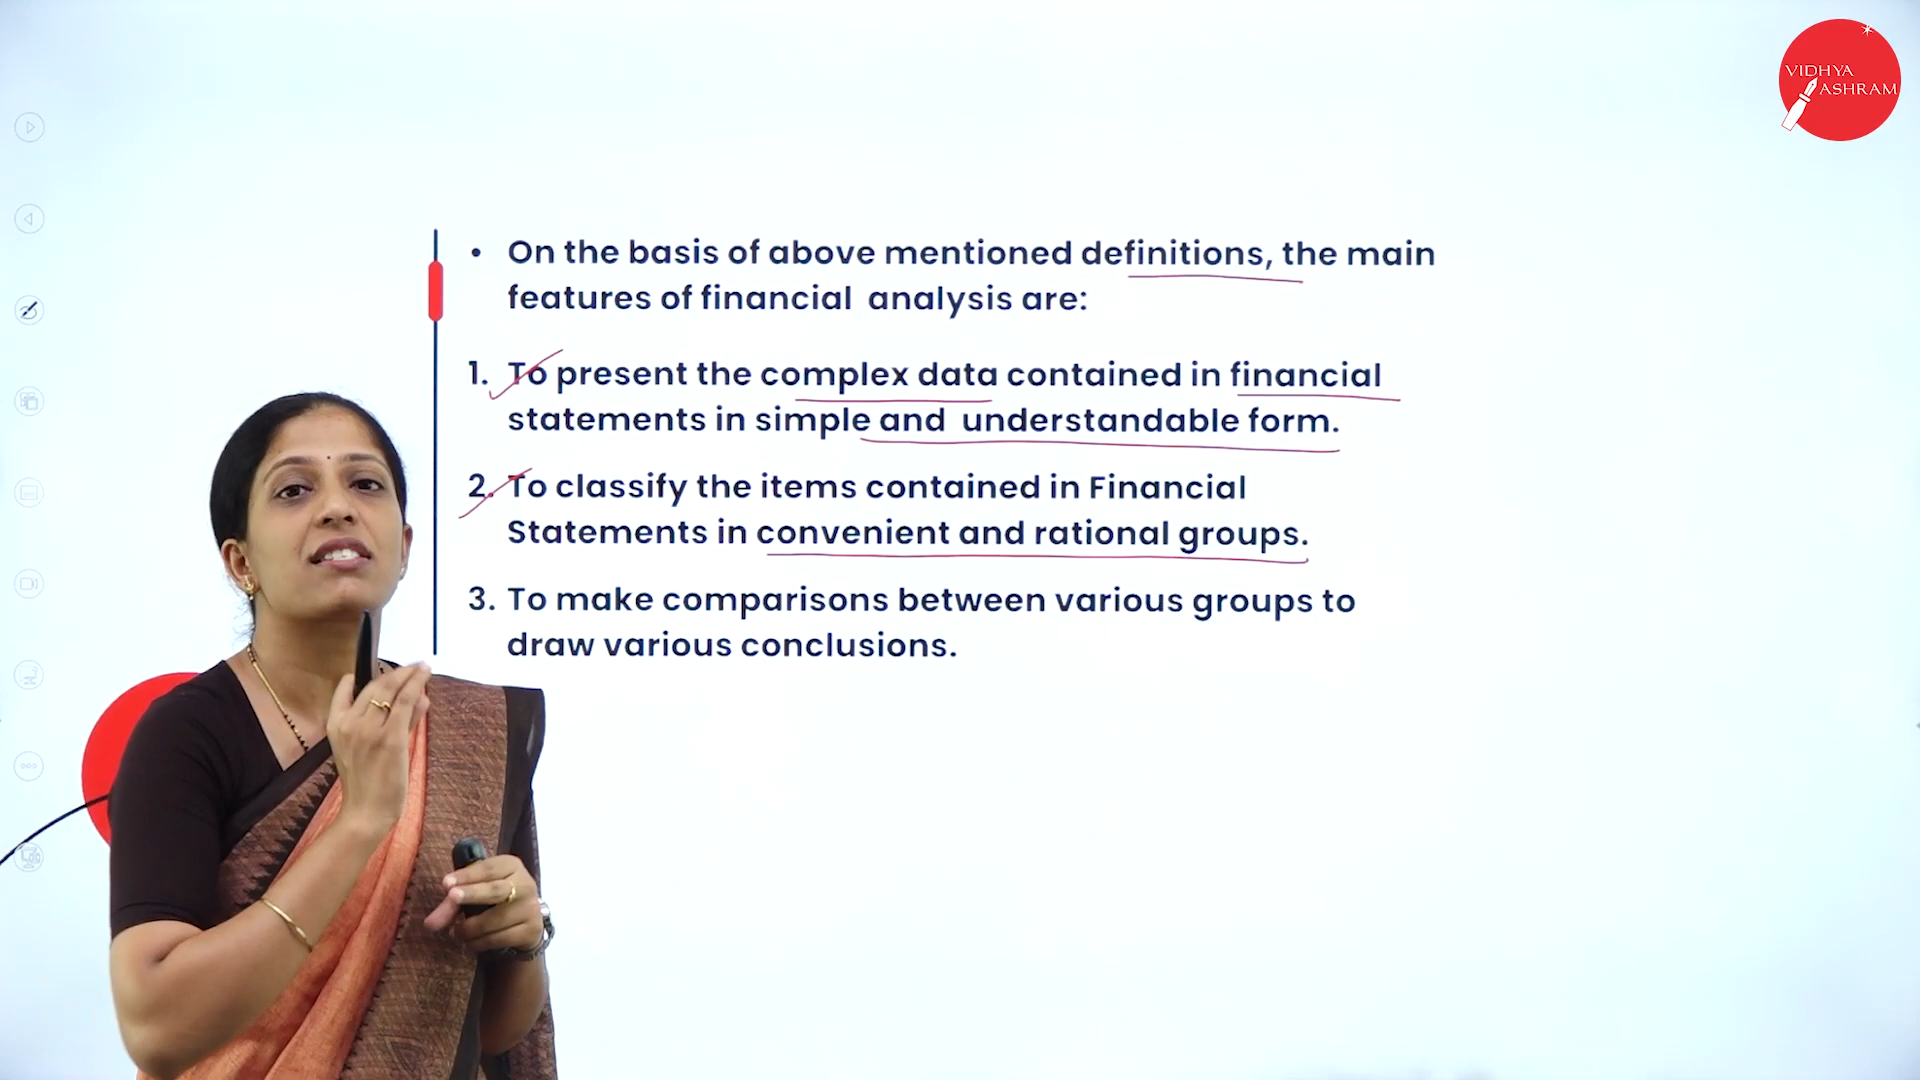 VIDHYA
ASHRAM
• On the basis of above mentioned definitions, the main
features of financial analysis are:
1. To present the complex data contained in financial
statements in simple and understandable form.
2. To classify the items contained in Financial
Statements in convenient and rational groups.
3. To make comparisons between various groups to
draw various conclusions.